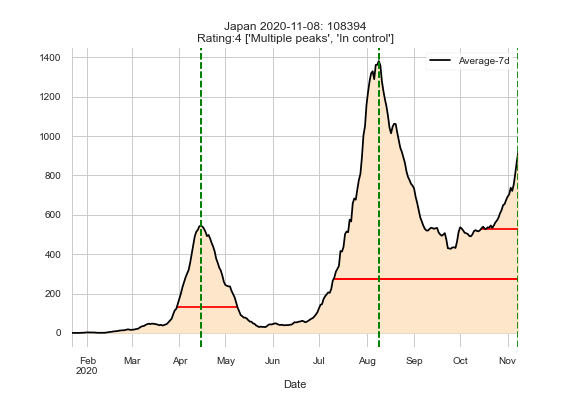 Japan 2020-11-08: 108394
Rating:4 ['Multiple peaks', 'In control']
Average-7d
1400
1200
1000
800
600
400
200
0
Feb Mar Apr May Jun Jul Aug Sep Oct Nov
2020
Date